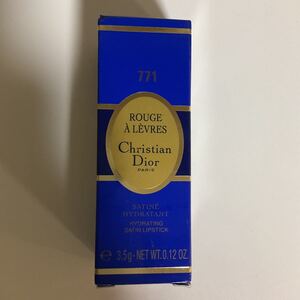 771
ROUGE
À LÈVRES
Christian
Dior
PARIS
SATINÉ
HYDRATANT
HYDRATING
SATIN LIPSTICK
℮ 3.5g-NET WT. 0.12 OZ.